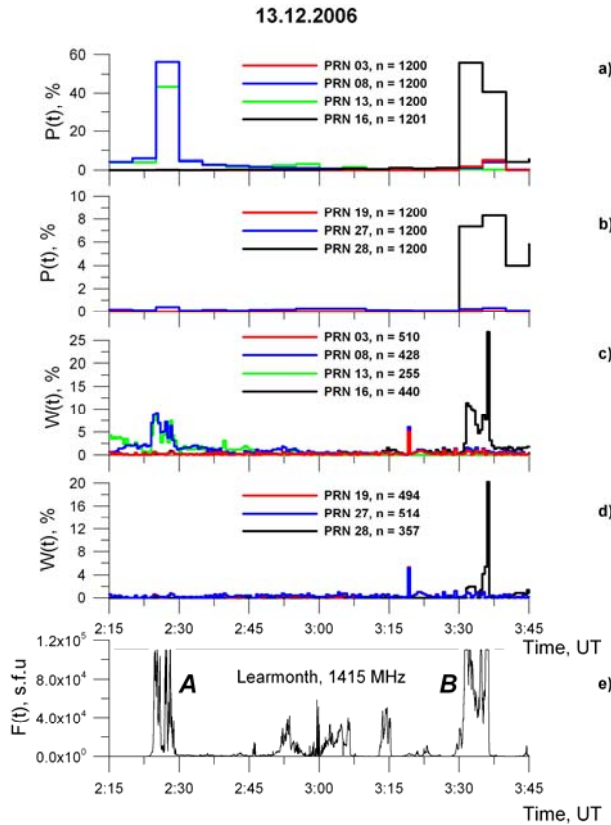 13.12.2006
a)
P(t), %
60
40
20
0
PRN 03, n = 1200
PRN 08, n = 1200
PRN 13, n = 1200
PRN 16, n = 1201
b)
P(t), %
10
8
6
4
2
0
PRN 19, n = 1200
PRN 27, n = 1200
PRN 28, n = 1200
c)
W(t), %
25
20
15
10
5
0
PRN 03, n = 510
PRN 08, n = 428
PRN 13, n = 255
PRN 16, n = 440
d)
W(t), %
20
16
12
8
4
0
PRN 19, n = 494
PRN 27, n = 514
PRN 28, n = 357
2:15 2:30 2:45 3:00 3:15 3:30 3:45
Time, UT
e)
F(t), s.f.u
1.2x10⁵
8.0x10⁴
4.0x10⁴
0.0x10⁰
A Learmonth, 1415 MHz B
2:15 2:30 2:45 3:00 3:15 3:30 3:45
Time, UT